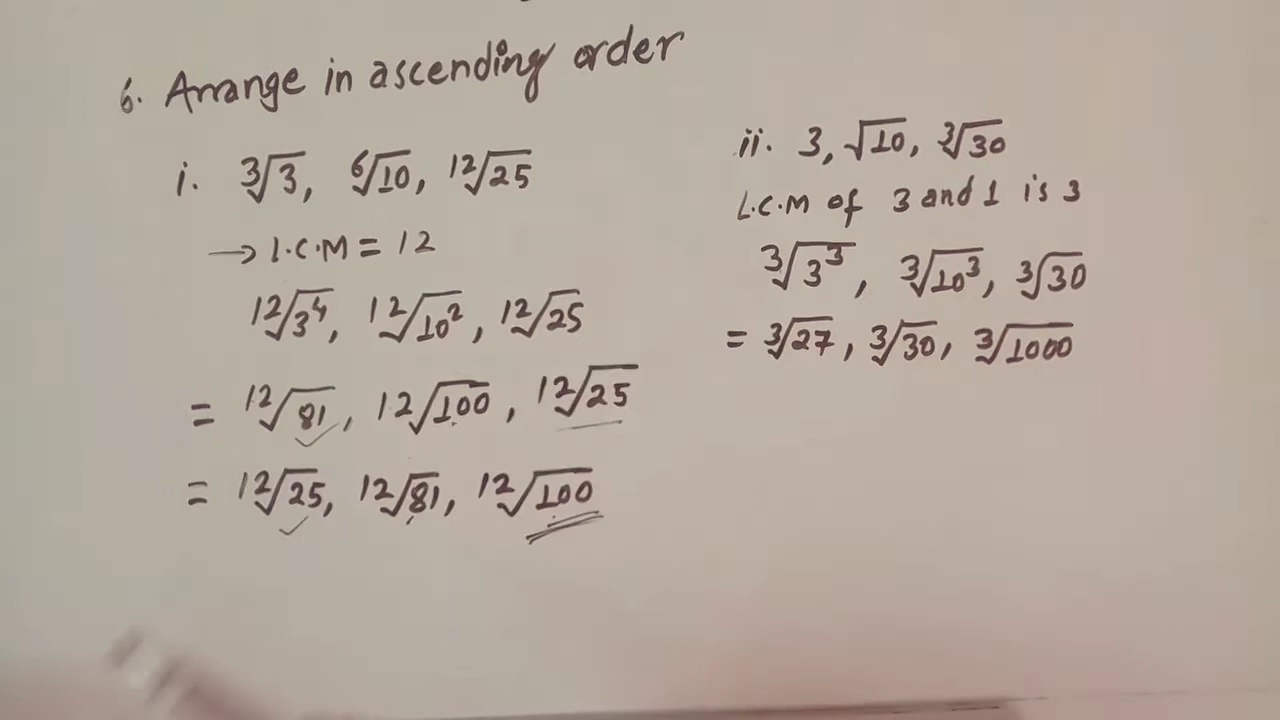 6. Arrange in ascending order
i. ∛3, ⁶√10, ¹²√25
→ L.C.M = 12
¹²√3⁴, ¹²√10², ¹²√25
= ¹²√81, ¹²√100, ¹²√25
= ¹²√25, ¹²√81, ¹²√100
ii. 3, √10, ∛30
L.C.M of 3 and 1 is 3
∛3³, ∛10³, ∛30
= ∛27, ∛30, ∛1000